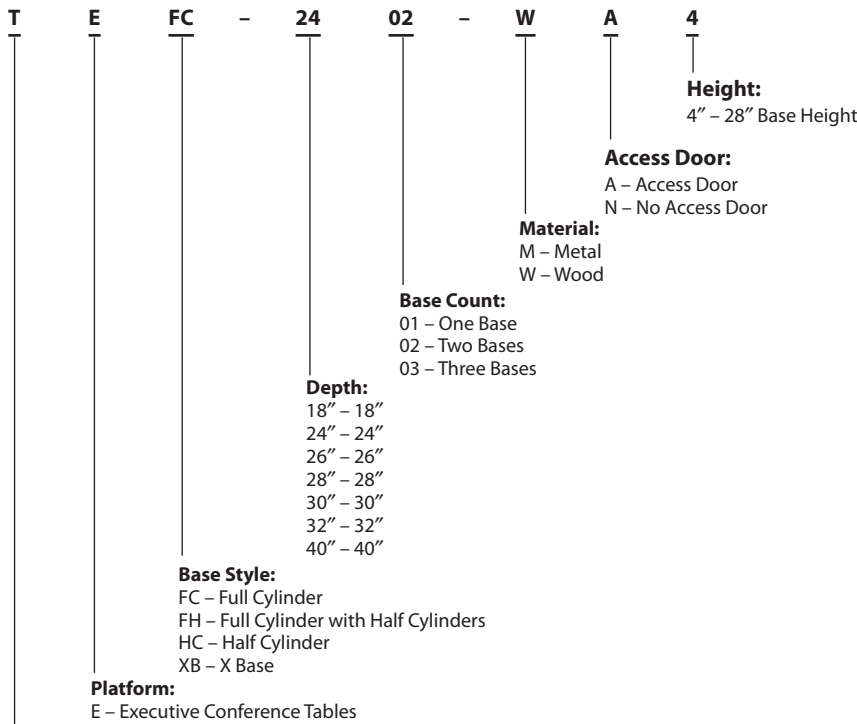 T E FC – 24 02 – W A 4
Height:
4″ – 28″ Base Height
Access Door:
A – Access Door
N – No Access Door
Material:
M – Metal
W – Wood
Base Count:
01 – One Base
02 – Two Bases
03 – Three Bases
Depth:
18″ – 18″
24″ – 24″
26″ – 26″
28″ – 28″
30″ – 30″
32″ – 32″
40″ – 40″
Base Style:
FC – Full Cylinder
FH – Full Cylinder with Half Cylinders
HC – Half Cylinder
XB – X Base
Platform:
E – Executive Conference Tables